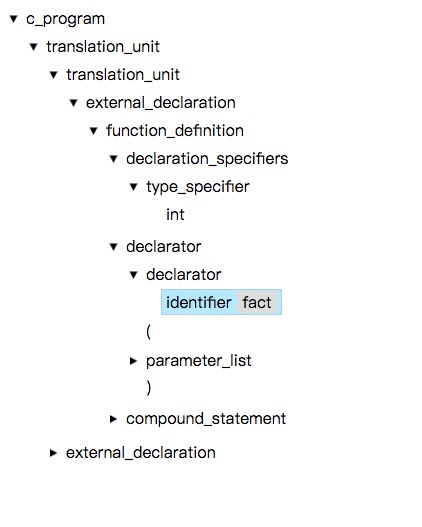 c_program
translation_unit
translation_unit
external_declaration
function_definition
declaration_specifiers
type_specifier
int
declarator
declarator
identifier fact
(
parameter_list
)
compound_statement
external_declaration